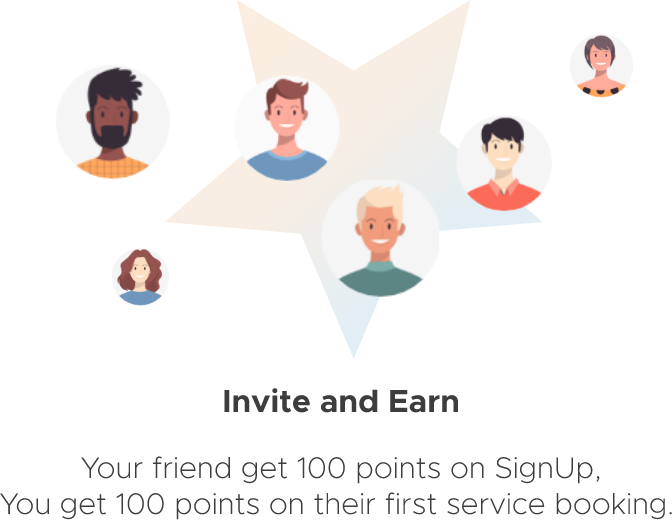 Invite and Earn
Your friend get 100 points on SignUp,
You get 100 points on their first service booking.